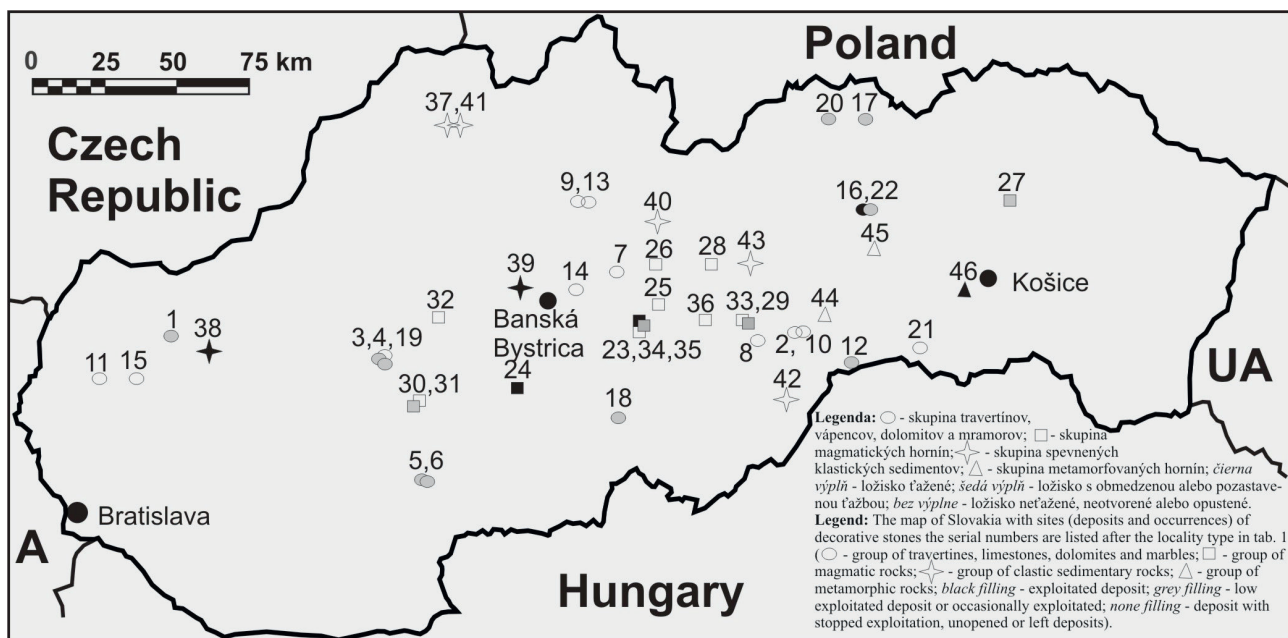 0 25 50 75 km
Poland
Czech
Republic
37,41
20 17
9,13
40
16,22
27
7
26
28
43
45
39
14
46
Košice
25
32
Banská
Bystrica
36
33,29
44
1
38
3,4,19
23,34,35
8
2, 10
12
21
11
15
24
30,31
18
42
UA
5,6
Bratislava
A
Hungary
Legenda: - skupina travertínov,
vápencov, dolomitov a mramorov; - skupina
magmatických hornín; - skupina spevnených
klastických sedimentov; - skupina metamorfovaných hornín; čierna
výplň - ložisko ťažené; šedá výplň - ložisko s obmedzenou alebo pozastave-
nou ťažbou; bez výplne - ložisko neťažené, neotvorené alebo opustené.
Legend: The map of Slovakia with sites (deposits and occurrences) of
decorative stones the serial numbers are listed after the locality type in tab. 1
( - group of travertines, limestones, dolomites and marbles; - group of
magmatic rocks; - group of clastic sedimentary rocks; - group of
metamorphic rocks; black filling - exploitated deposit; grey filling - low
exploitated deposit or occasionally exploitated; none filling - deposit with
stopped exploitation, unopened or left deposits).